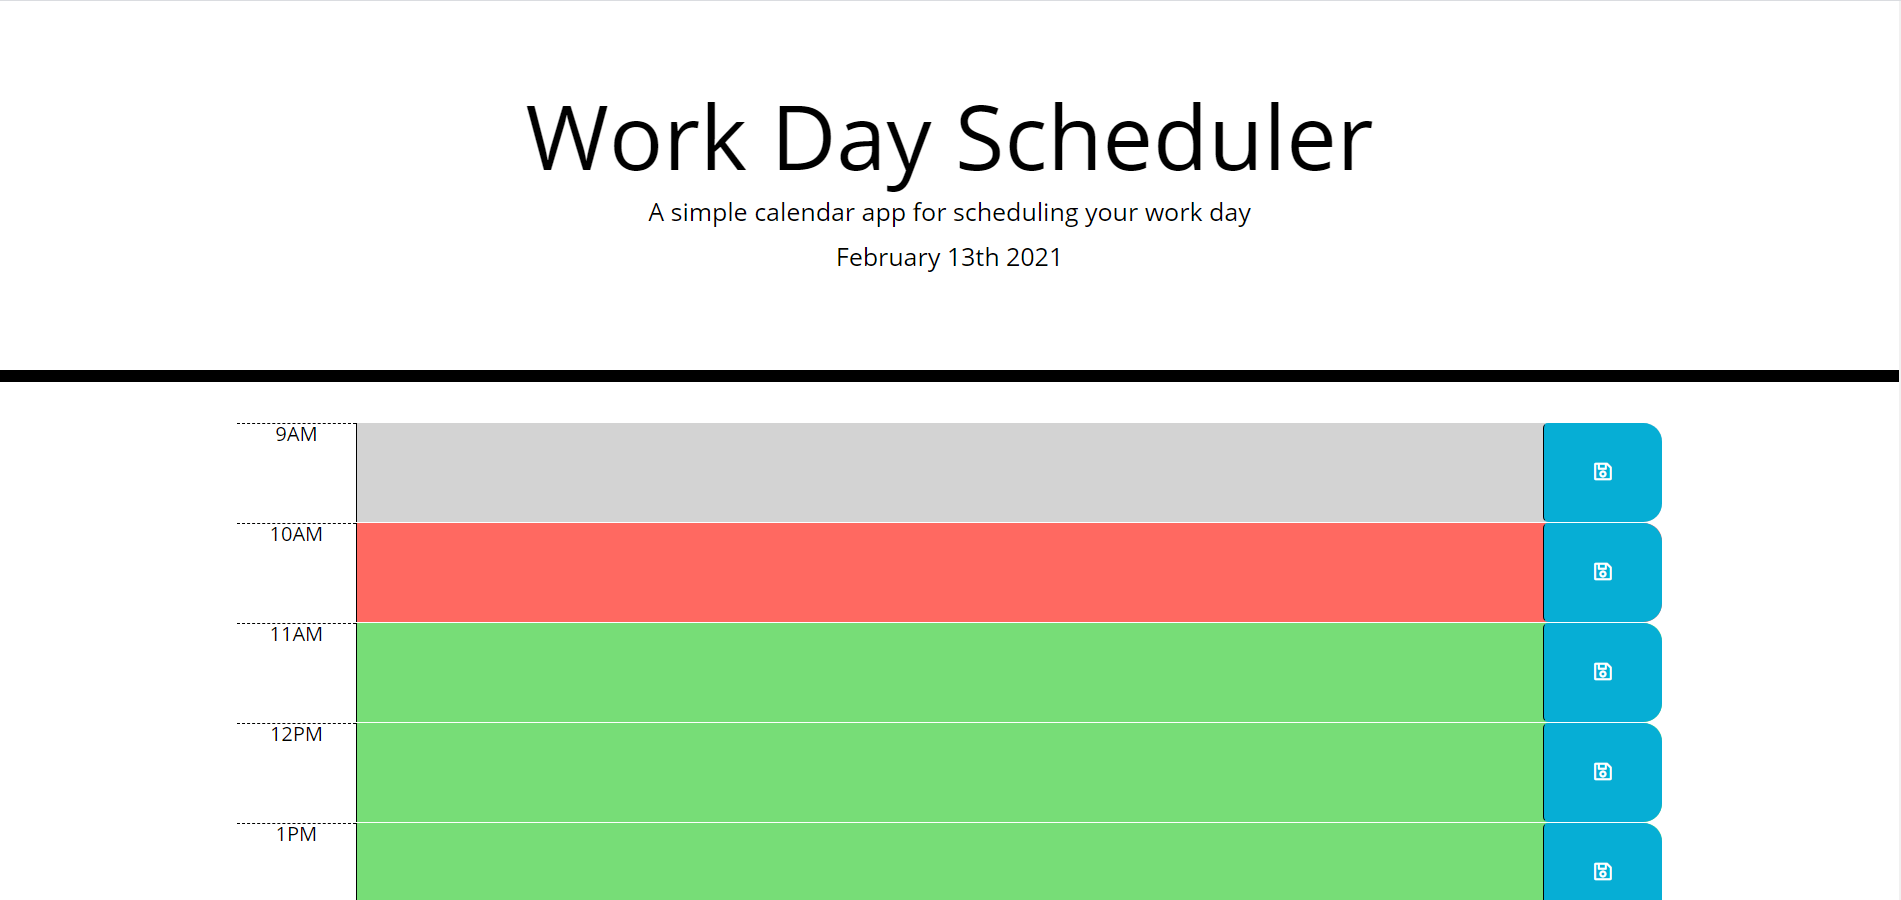 Work Day Scheduler
A simple calendar app for scheduling your work day
February 13th 2021
9AM
10AM
11AM
12PM
1PM